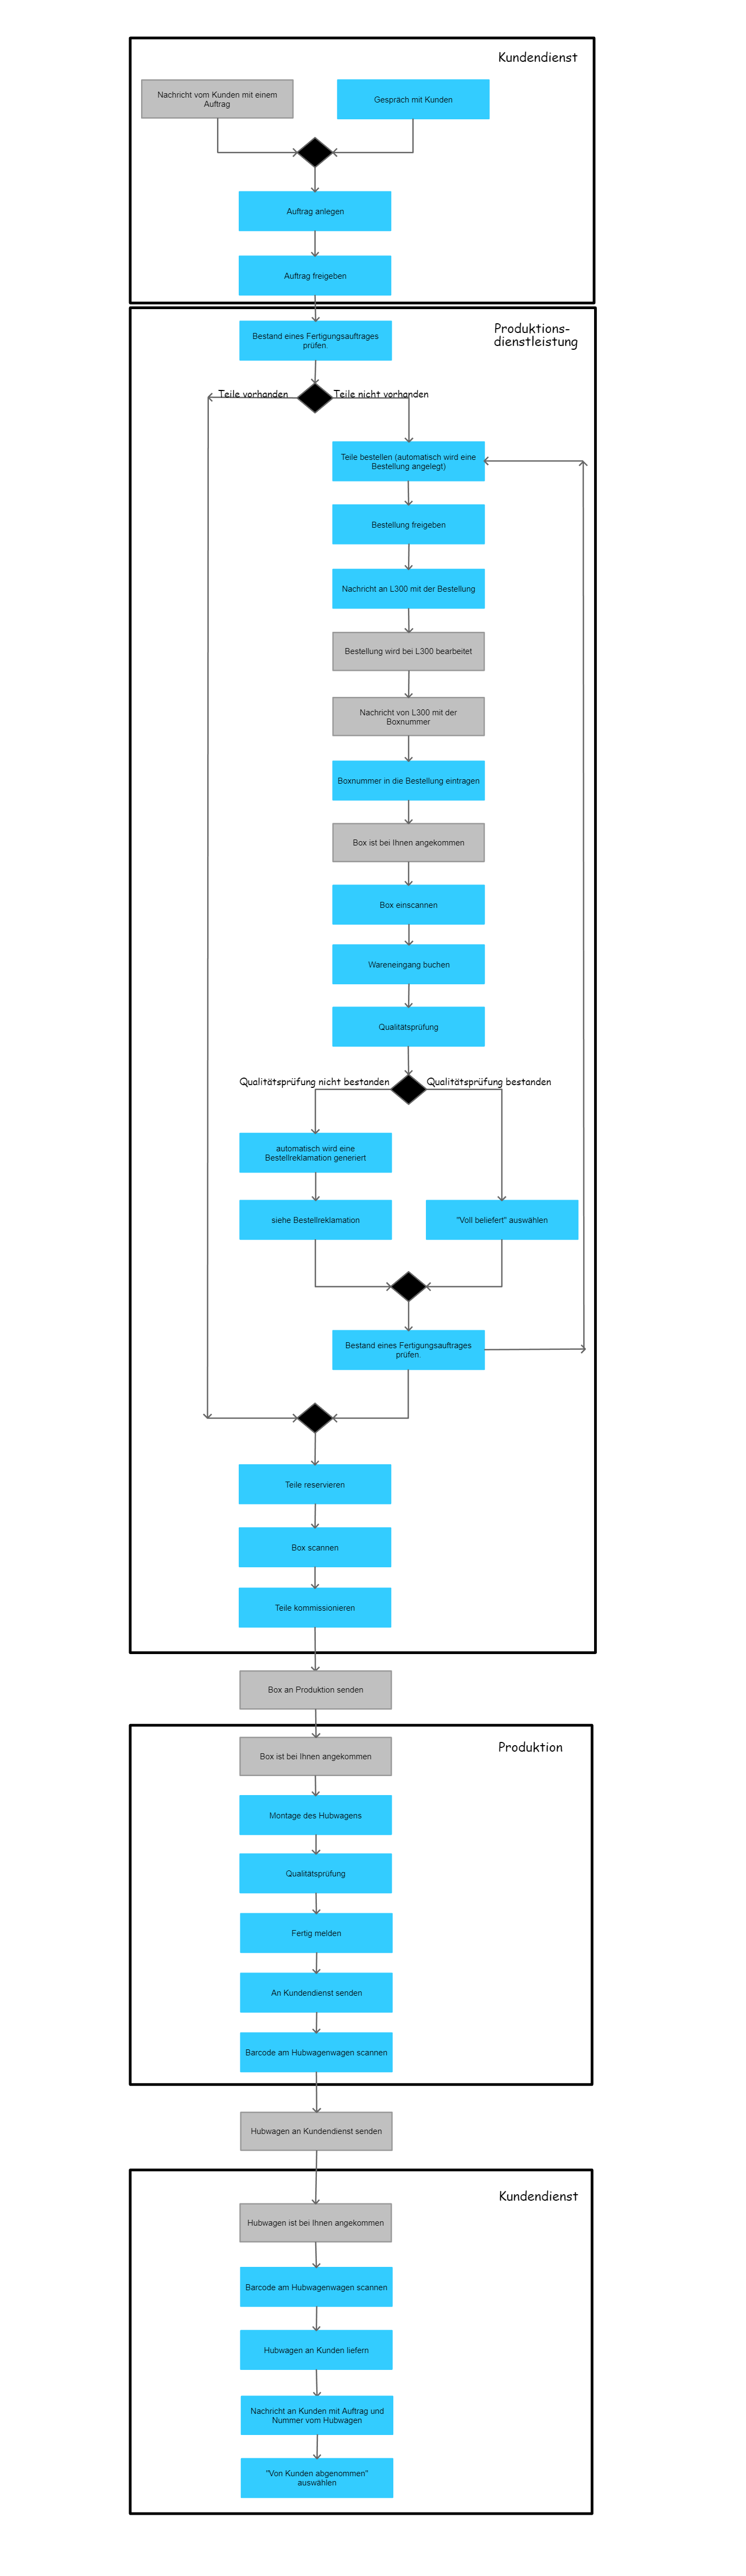 Kundendienst
Nachricht vom Kunden mit einem
Auftrag
Gespräch mit Kunden
Auftrag anlegen
Auftrag freigeben
Produktions-
dienstleistung
Bestand eines Fertigungsauftrages
prüfen.
Teile vorhanden
Teile nicht vorhanden
Teile bestellen (automatisch wird eine
Bestellung angelegt)
Bestellung freigeben
Nachricht an L300 mit der Bestellung
Bestellung wird bei L300 bearbeitet
Nachricht von L300 mit der
Boxnummer
Boxnummer in die Bestellung eintragen
Box ist bei Ihnen angekommen
Box einscannen
Wareneingang buchen
Qualitätsprüfung
Qualitätsprüfung nicht bestanden
Qualitätsprüfung bestanden
automatisch wird eine
Bestellreklamation generiert
siehe Bestellreklamation
"Voll beliefert" auswählen
Bestand eines Fertigungsauftrages
prüfen.
Teile reservieren
Box scannen
Teile kommissionieren
Box an Produktion senden
Produktion
Box ist bei Ihnen angekommen
Montage des Hubwagens
Qualitätsprüfung
Fertig melden
An Kundendienst senden
Barcode am Hubwagenwagen scannen
Hubwagen an Kundendienst senden
Kundendienst
Hubwagen ist bei Ihnen angekommen
Barcode am Hubwagenwagen scannen
Hubwagen an Kunden liefern
Nachricht an Kunden mit Auftrag und
Nummer vom Hubwagen
"Von Kunden abgenommen"
auswählen